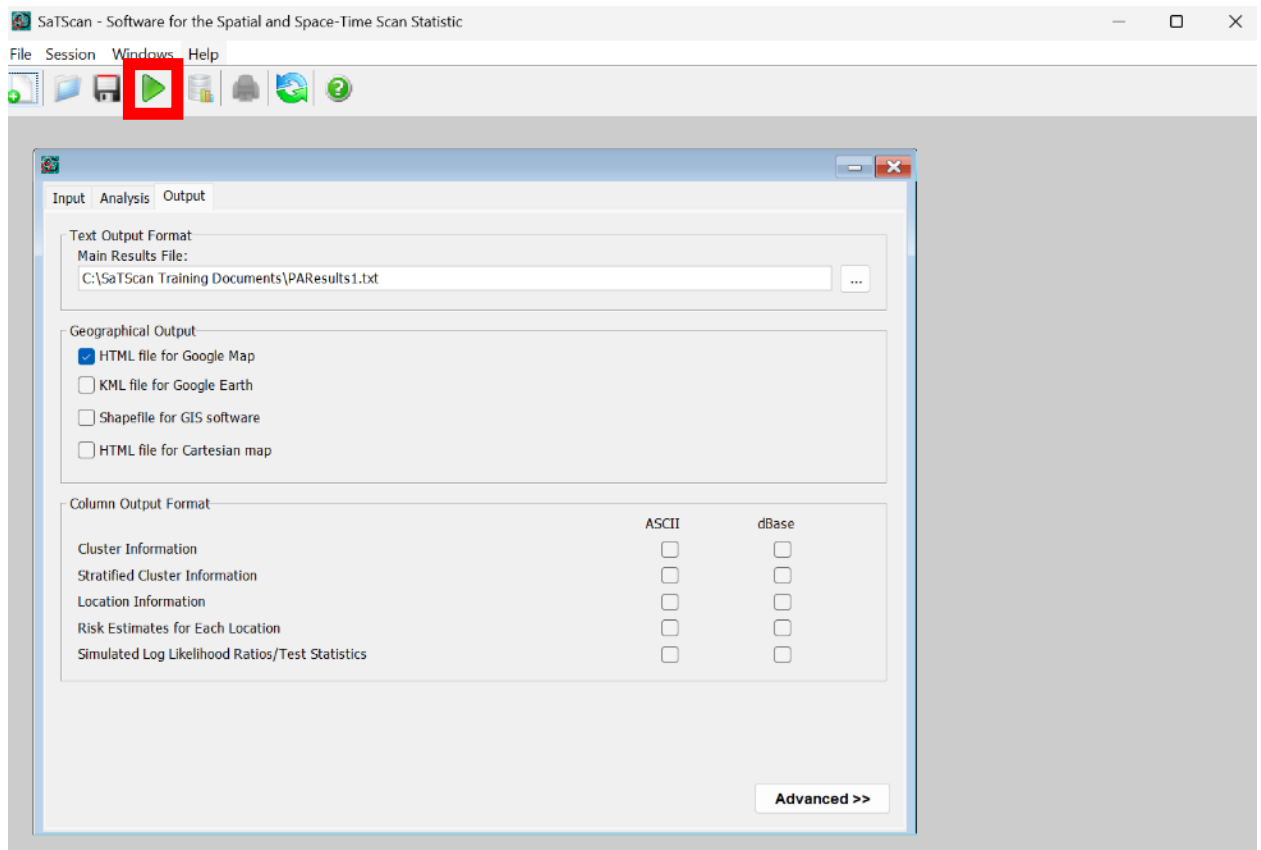 SaTScan - Software for the Spatial and Space-Time Scan Statistic
File Session Windows Help
Input Analysis Output
Text Output Format
Main Results File:
C:\SaTScan Training Documents\PAResults1.txt
...
Geographical Output
HTML file for Google Map
KML file for Google Earth
Shapefile for GIS software
HTML file for Cartesian map
Column Output Format
ASCII dBase
Cluster Information
Stratified Cluster Information
Location Information
Risk Estimates for Each Location
Simulated Log Likelihood Ratios/Test Statistics
Advanced >>